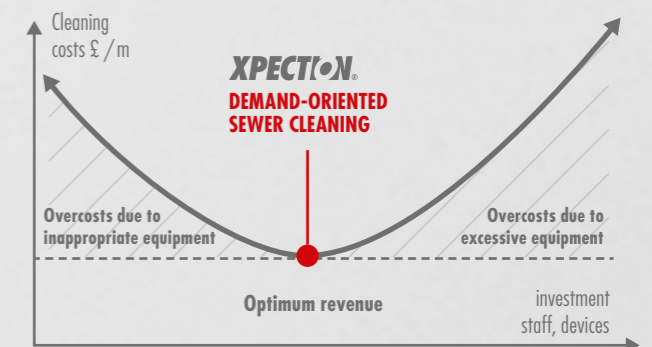 Cleaning
costs £ /m
XPECTION®
DEMAND-ORIENTED
SEWER CLEANING
Overcosts due to
inappropriate equipment
Overcosts due to
excessive equipment
Optimum revenue
investment
staff, devices